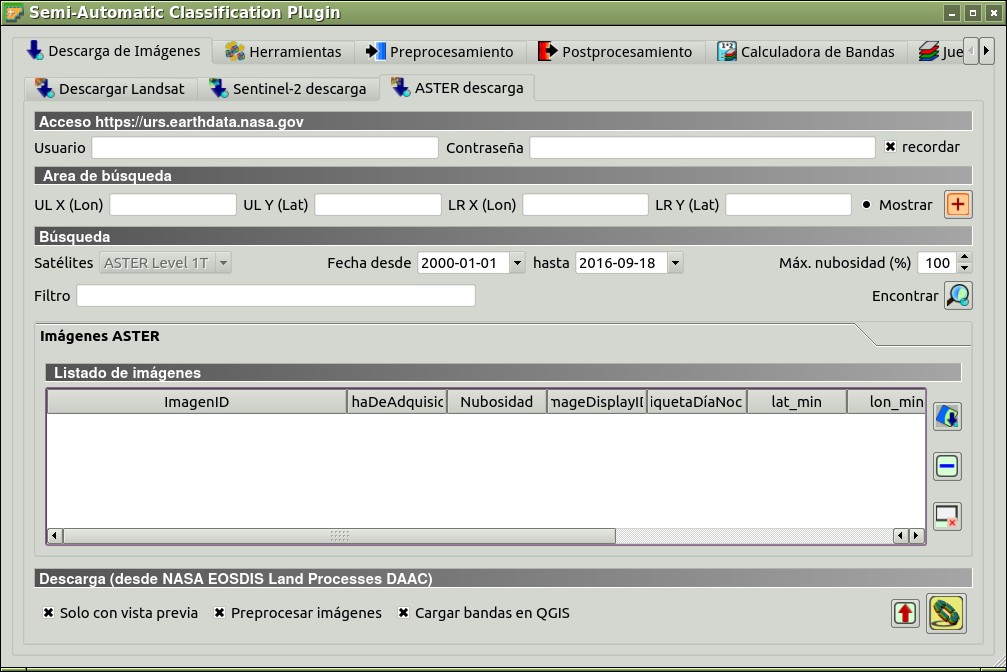 Semi-Automatic Classification Plugin
Descarga de Imágenes Herramientas Preprocesamiento Postprocesamiento Calculadora de Bandas Jue
Descargar Landsat Sentinel-2 descarga ASTER descarga
Acceso https://urs.earthdata.nasa.gov
Usuario Contraseña recordar
Area de búsqueda
UL X (Lon) UL Y (Lat) LR X (Lon) LR Y (Lat) Mostrar
Búsqueda
Satélites ASTER Level 1T Fecha desde 2000-01-01 hasta 2016-09-18 Máx. nubosidad (%) 100
Filtro Encontrar
Imágenes ASTER
Listado de imágenes
ImagenID haDeAdquisic Nubosidad mageDisplayID iquetaDíaNoc lat_min lon_min
Descarga (desde NASA EOSDIS Land Processes DAAC)
Solo con vista previa Preprocesar imágenes Cargar bandas en QGIS